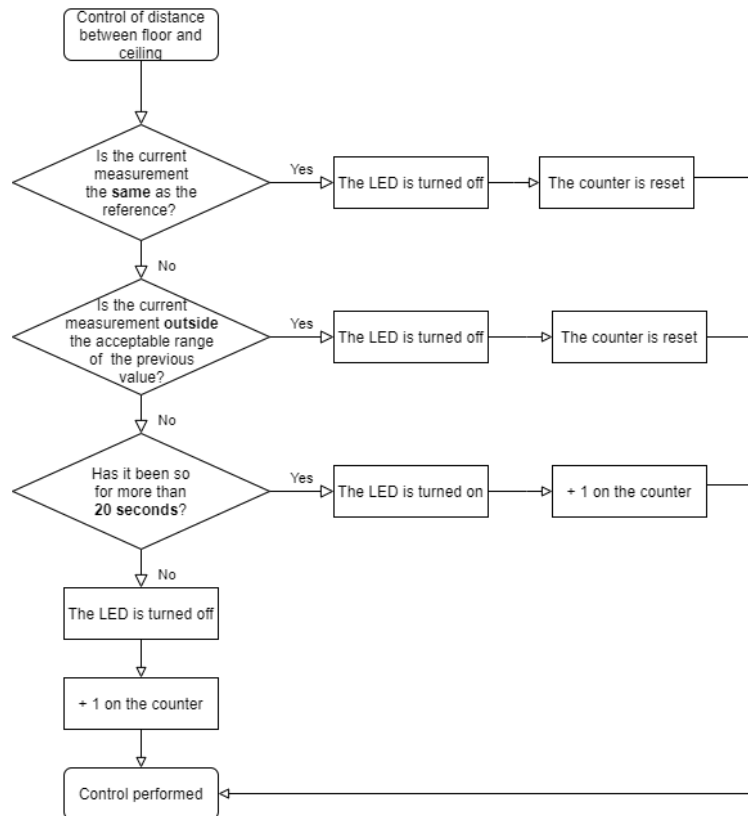 Control of distance
between floor and
ceiling
Is the current
measurement
the same as the
reference?
Yes
The LED is turned off
The counter is reset
No
Is the current
measurement outside
the acceptable range
of the previous
value?
Yes
The LED is turned off
The counter is reset
No
Has it been so
for more than
20 seconds?
Yes
The LED is turned on
+ 1 on the counter
No
The LED is turned off
+ 1 on the counter
Control performed